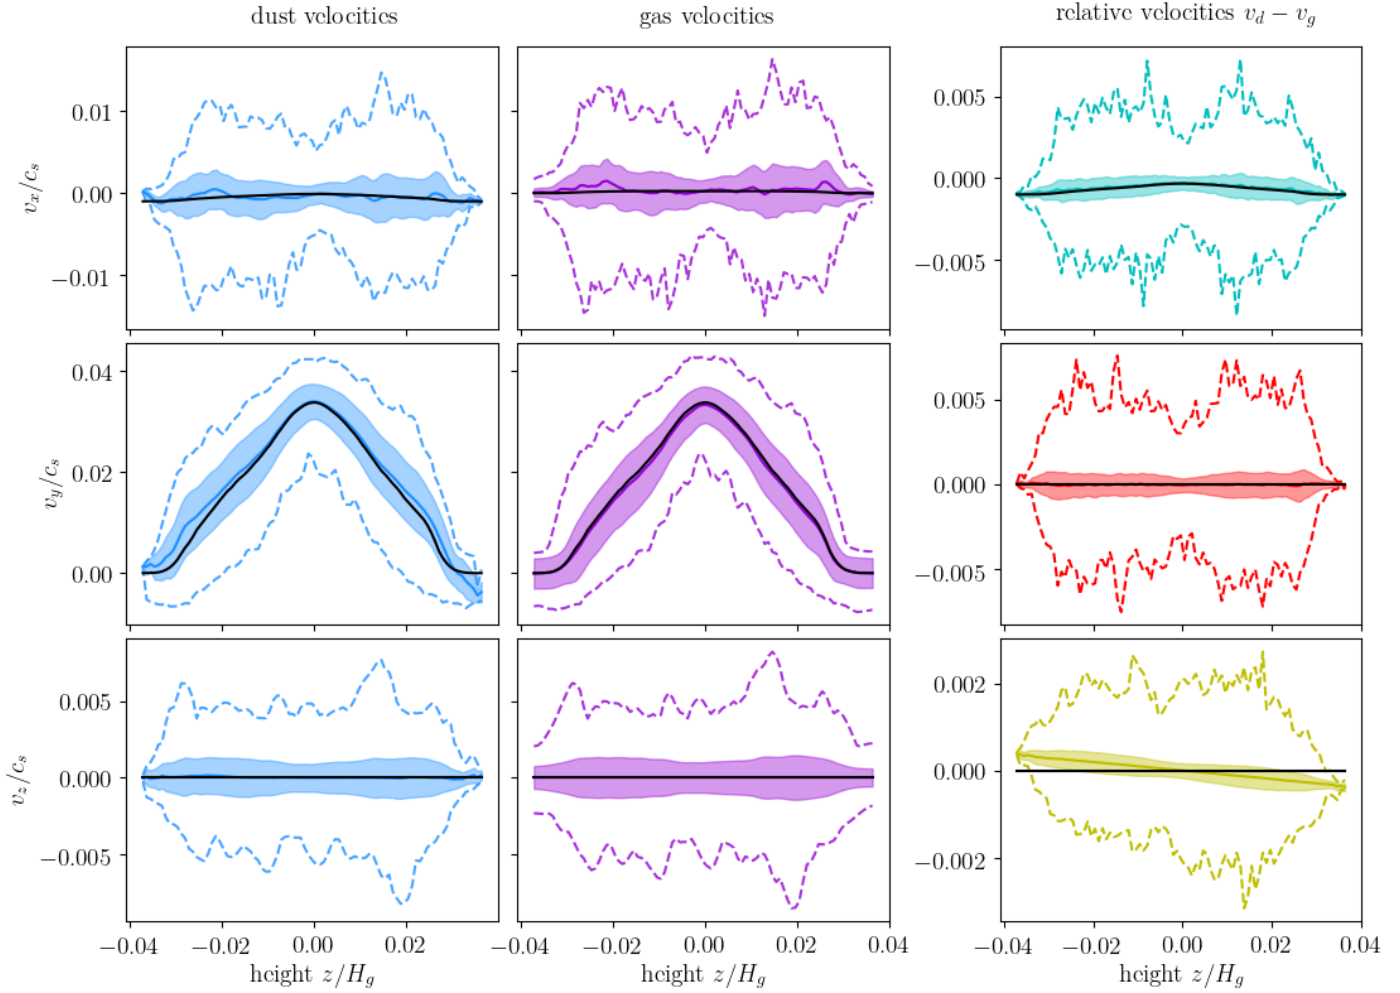 dust velocities
gas velocities
relative velocities v_d − v_g
v_x/c_s
0.01
0.00
−0.01
0.005
0.000
−0.005
v_y/c_s
0.04
0.02
0.00
0.005
0.000
−0.005
v_z/c_s
0.005
0.000
−0.005
0.002
0.000
−0.002
−0.04 −0.02 0.00 0.02
−0.04 −0.02 0.00 0.02 0.04
−0.04 −0.02 0.00 0.02 0.04
height z/H_g
height z/H_g
height z/H_g